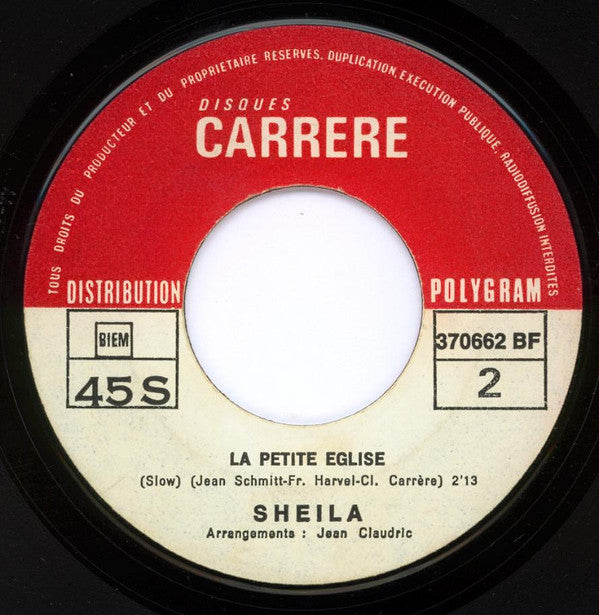 TOUS DROITS DU PRODUCTEUR ET DU PROPRIETAIRE RESERVES. DUPLICATION, EXECUTION PUBLIQUE, RADIODIFFUSION INTERDITES
DISQUES
CARRERE
DISTRIBUTION POLYGRAM
BIEM 370662 BF
45 S 2
LA PETITE EGLISE
(Slow) (Jean Schmitt-Fr. Harvel-Cl. Carrère) 2'13
SHEILA
Arrangements : Jean Claudric